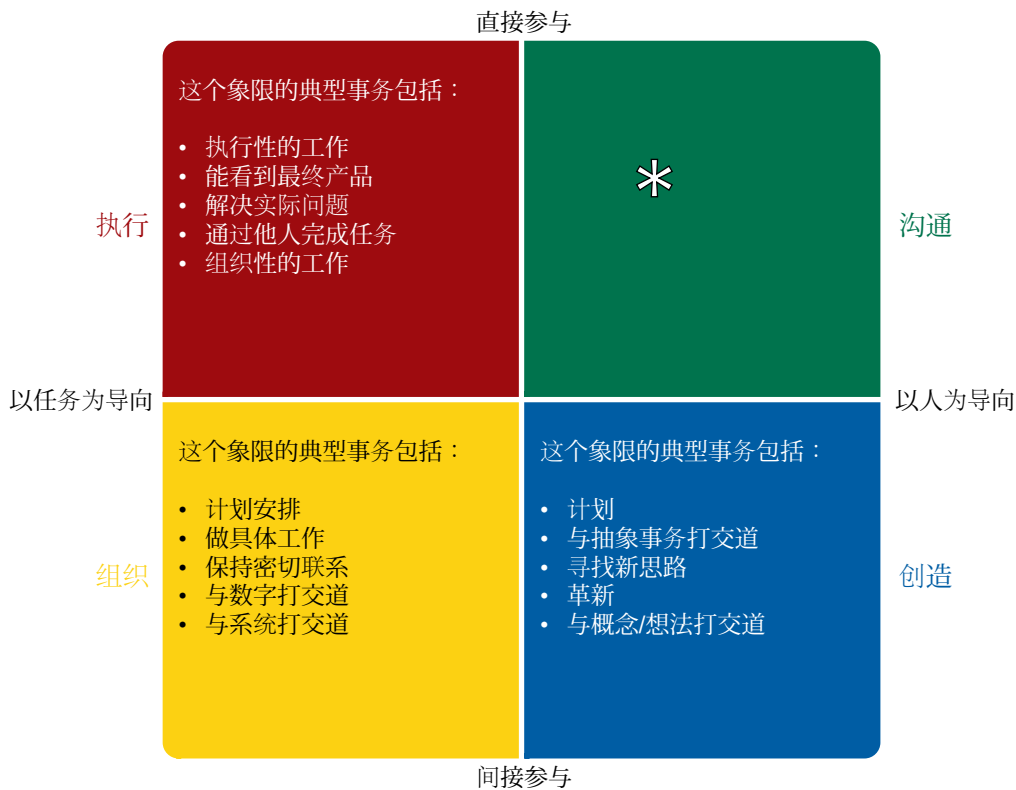 直接参与
这个象限的典型事务包括：
• 执行性的工作
• 能看到最终产品
• 解决实际问题
• 通过他人完成任务
• 组织性的工作
*
执行
沟通
以任务为导向
以人为导向
这个象限的典型事务包括：
• 计划安排
• 做具体工作
• 保持密切联系
• 与数字打交道
• 与系统打交道
这个象限的典型事务包括：
• 计划
• 与抽象事务打交道
• 寻找新思路
• 革新
• 与概念/想法打交道
组织
创造
间接参与